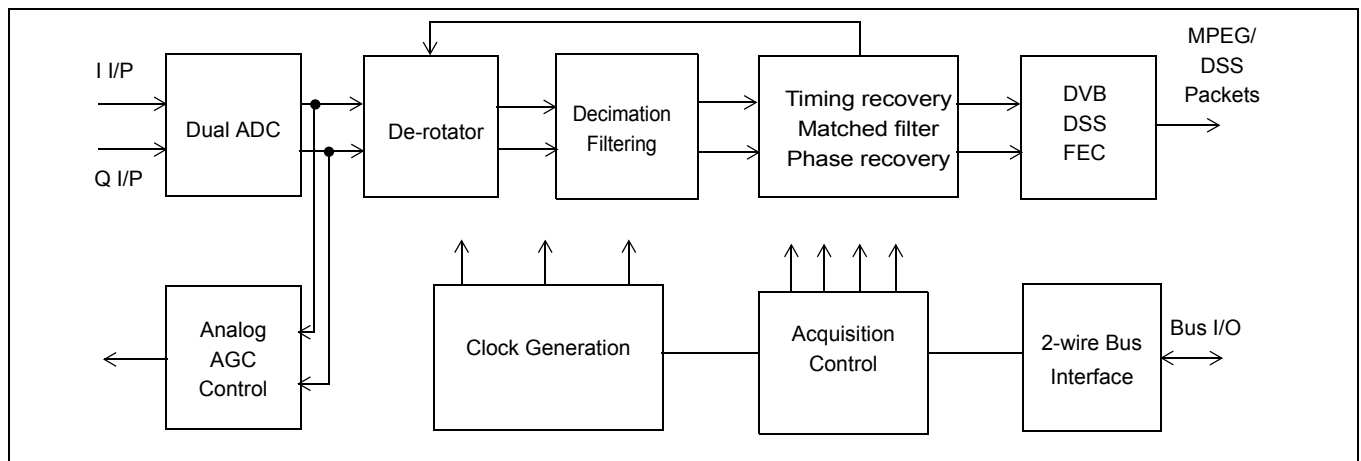 I I/P
Q I/P
Dual ADC
De-rotator
Decimation
Filtering
Timing recovery
Matched filter
Phase recovery
DVB
DSS
FEC
MPEG/
DSS
Packets
Analog
AGC
Control
Clock Generation
Acquisition
Control
2-wire Bus
Interface
Bus I/O